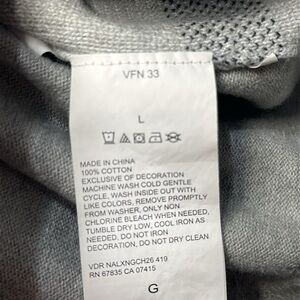 VFN 33
L
MADE IN CHINA
100% COTTON
EXCLUSIVE OF DECORATION
MACHINE WASH COLD GENTLE
CYCLE, WASH INSIDE OUT WITH
LIKE COLORS, REMOVE PROMPTLY
FROM WASHER, ONLY NON
CHLORINE BLEACH WHEN NEEDED,
TUMBLE DRY LOW, COOL IRON AS
NEEDED, DO NOT IRON
DECORATION, DO NOT DRY CLEAN
VDR NALXNGCH26 419
RN 67835 CA 07415
G